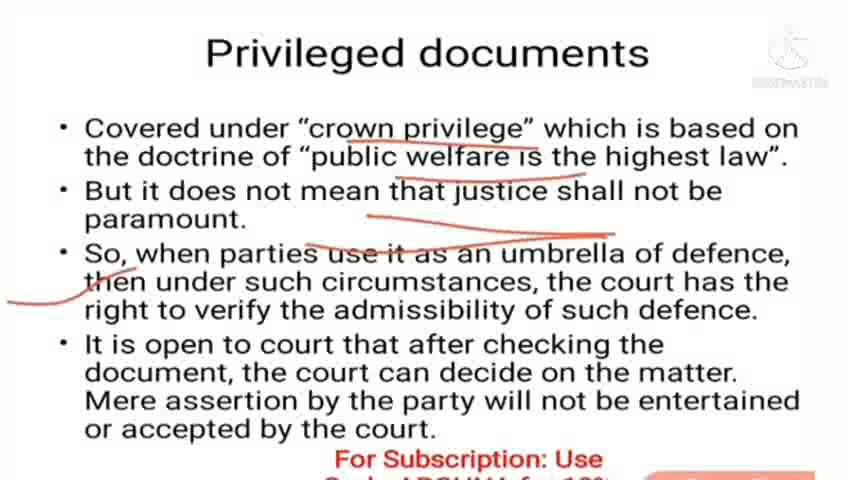 Privileged documents
• Covered under “crown privilege” which is based on
the doctrine of “public welfare is the highest law”.
• But it does not mean that justice shall not be
paramount.
• So, when parties use it as an umbrella of defence,
then under such circumstances, the court has the
right to verify the admissibility of such defence.
• It is open to court that after checking the
document, the court can decide on the matter.
Mere assertion by the party will not be entertained
or accepted by the court.
For Subscription: Use